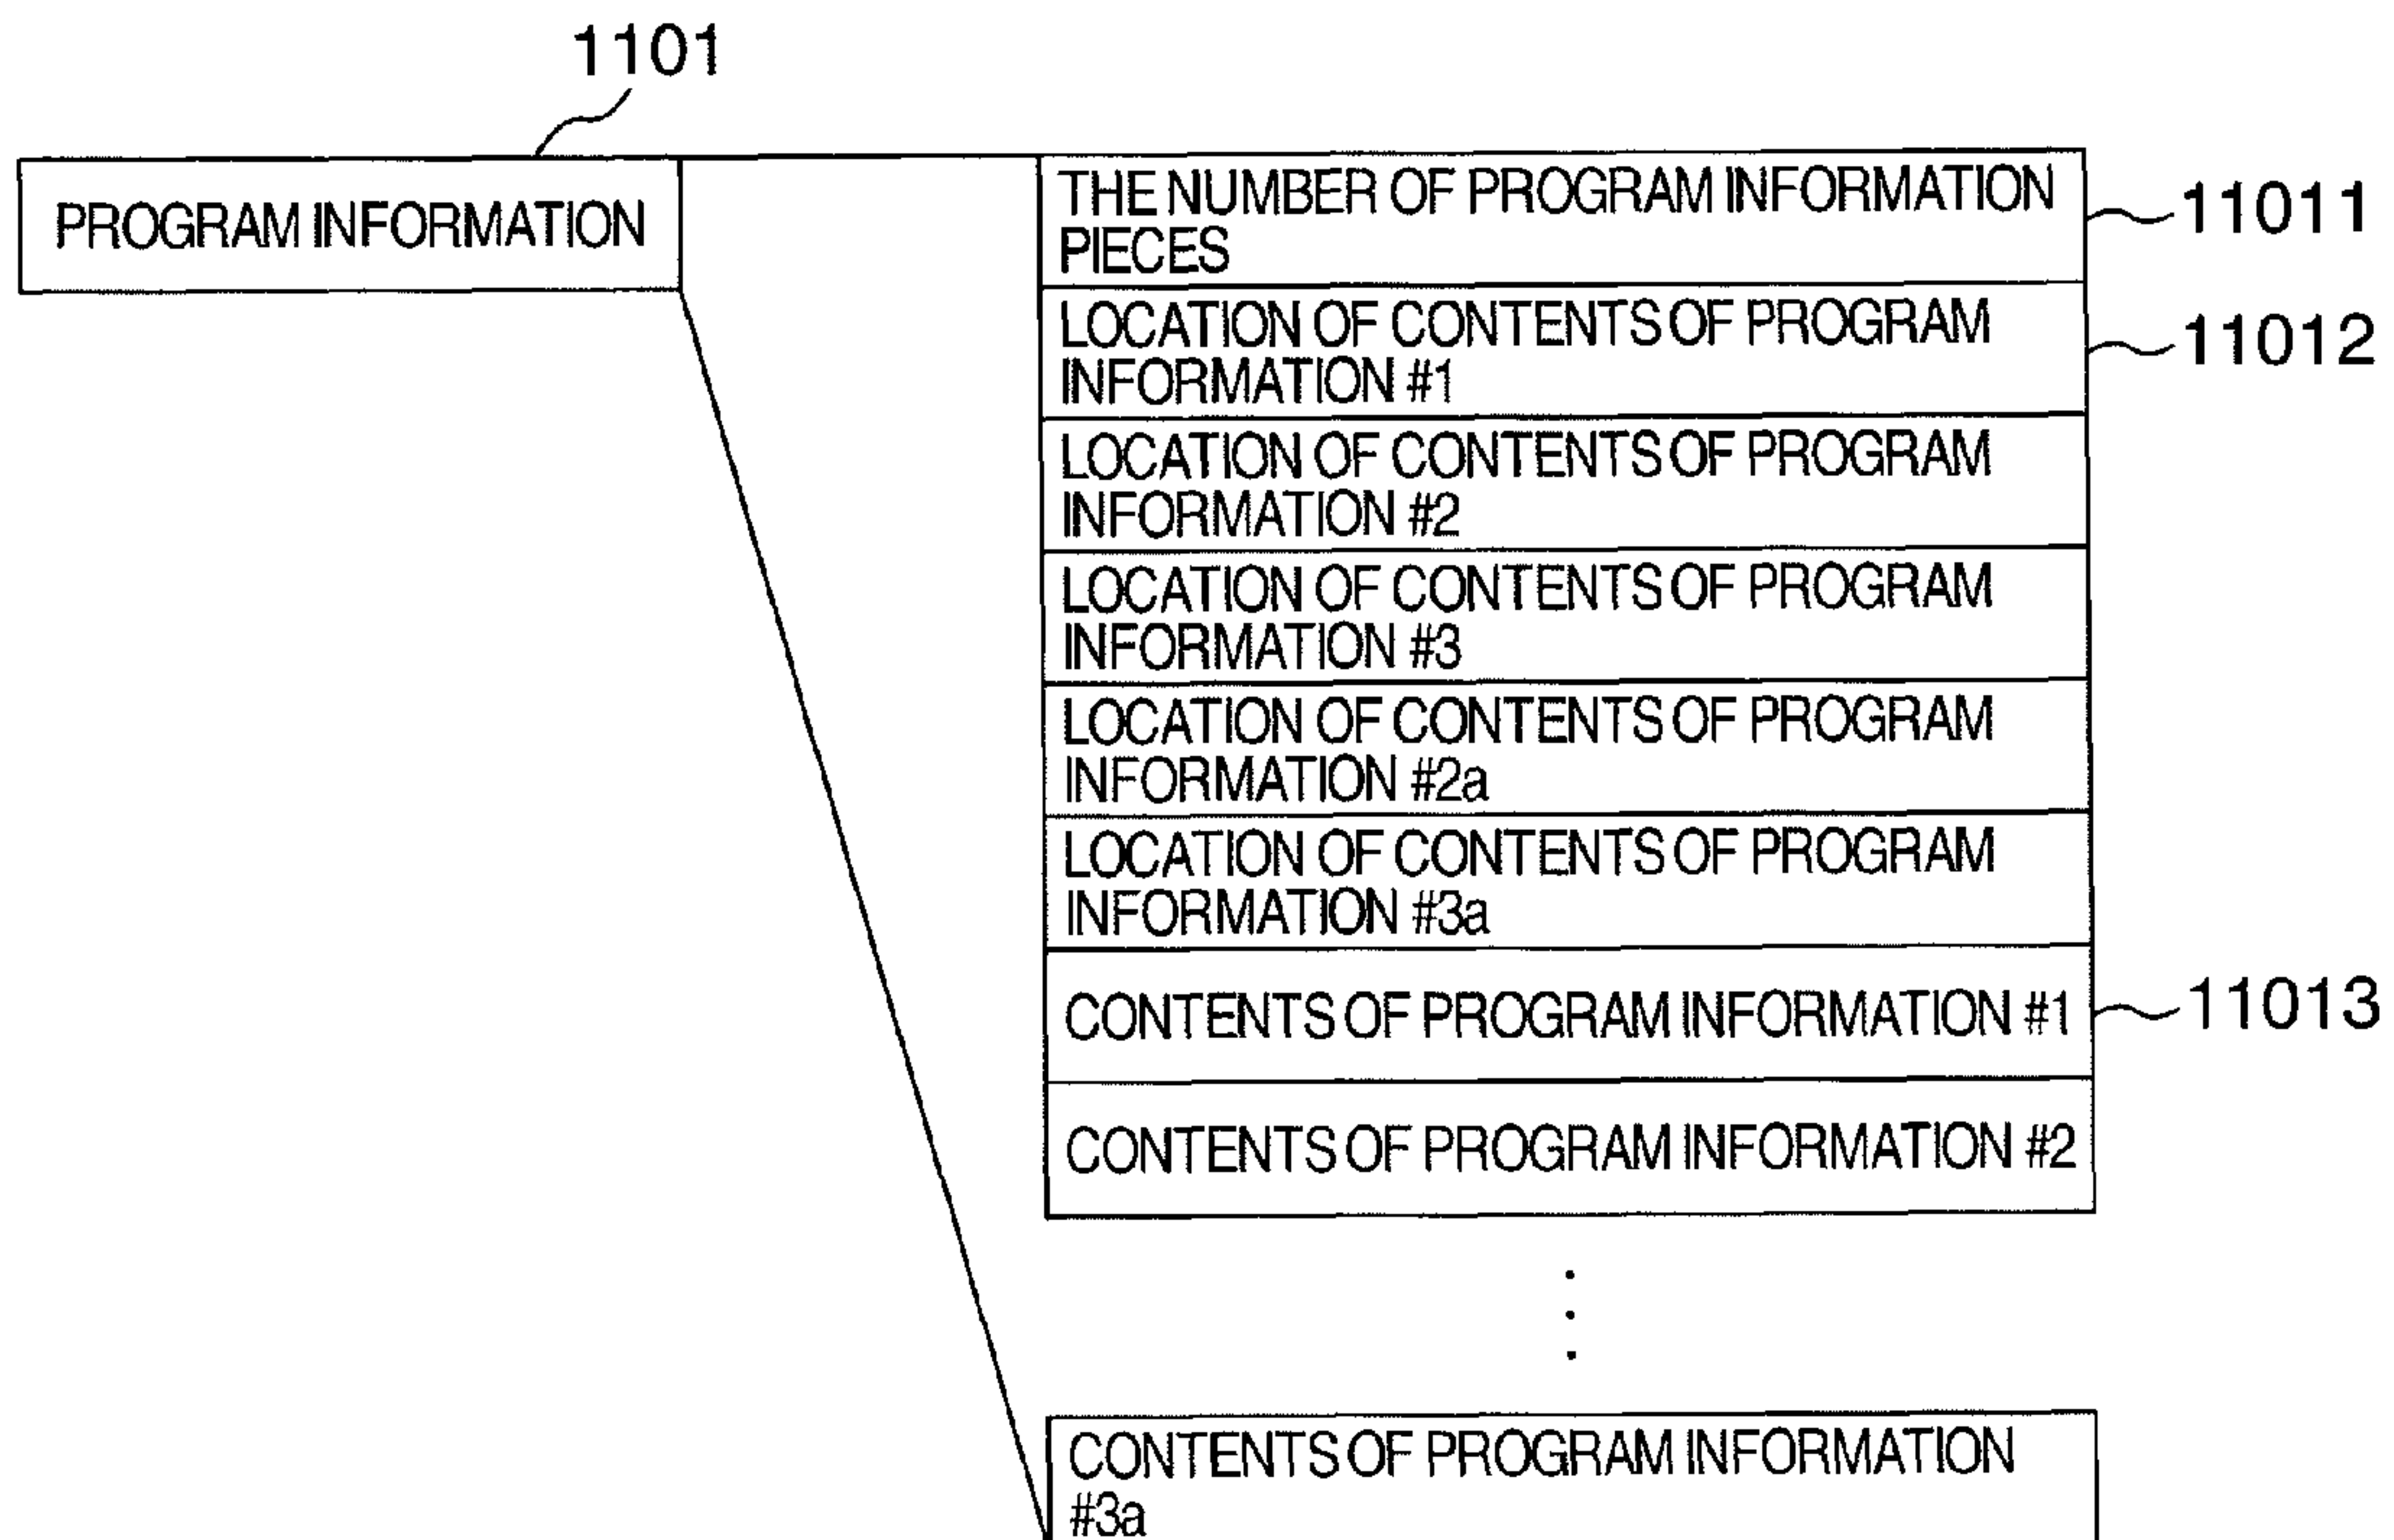 1101
PROGRAM INFORMATION
THE NUMBER OF PROGRAM INFORMATION
PIECES
11011
LOCATION OF CONTENTS OF PROGRAM
INFORMATION #1
11012
LOCATION OF CONTENTS OF PROGRAM
INFORMATION #2
LOCATION OF CONTENTS OF PROGRAM
INFORMATION #3
LOCATION OF CONTENTS OF PROGRAM
INFORMATION #2a
LOCATION OF CONTENTS OF PROGRAM
INFORMATION #3a
CONTENTS OF PROGRAM INFORMATION #1
11013
CONTENTS OF PROGRAM INFORMATION #2
CONTENTS OF PROGRAM INFORMATION
#3a